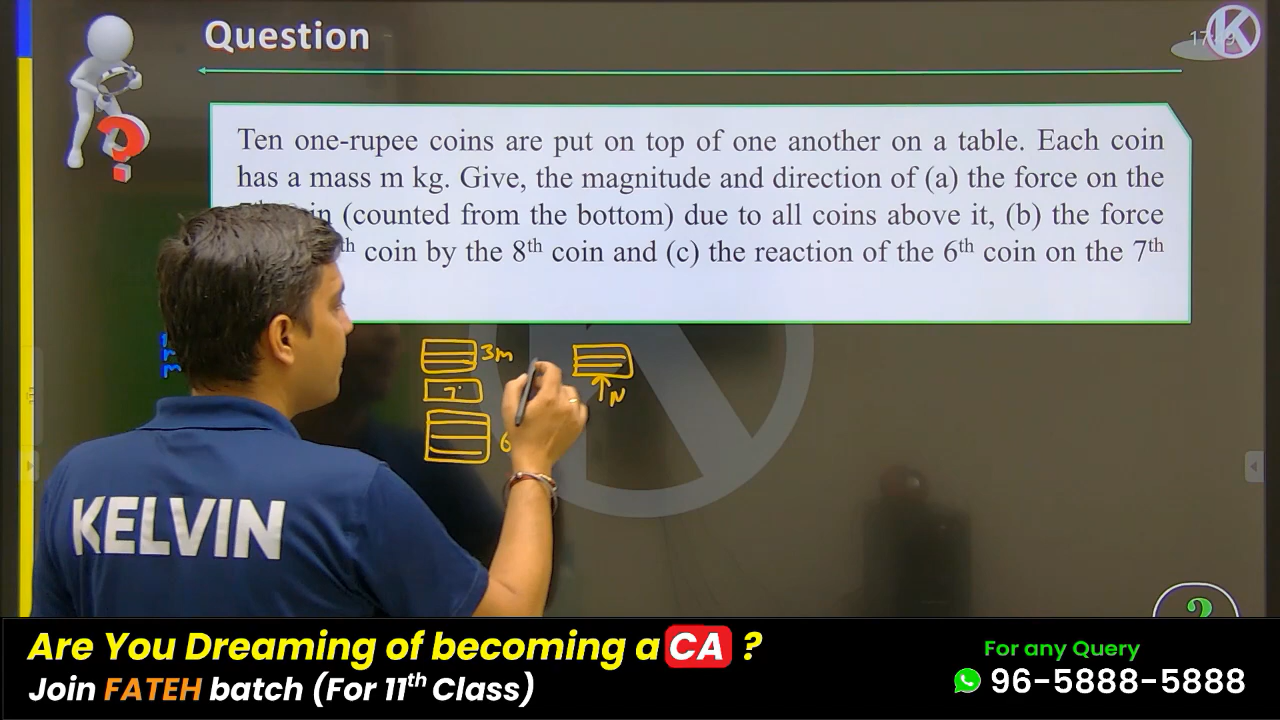 Question
Ten one-rupee coins are put on top of one another on a table. Each coin
has a mass m kg. Give, the magnitude and direction of (a) the force on the
(counted from the bottom) due to all coins above it, (b) the force
coin by the 8th coin and (c) the reaction of the 6th coin on the 7th
m
m
3m
7
6
N
KELVIN
Are You Dreaming of becoming a CA ?
Join FATEH batch (For 11th Class)
For any Query
96-5888-5888